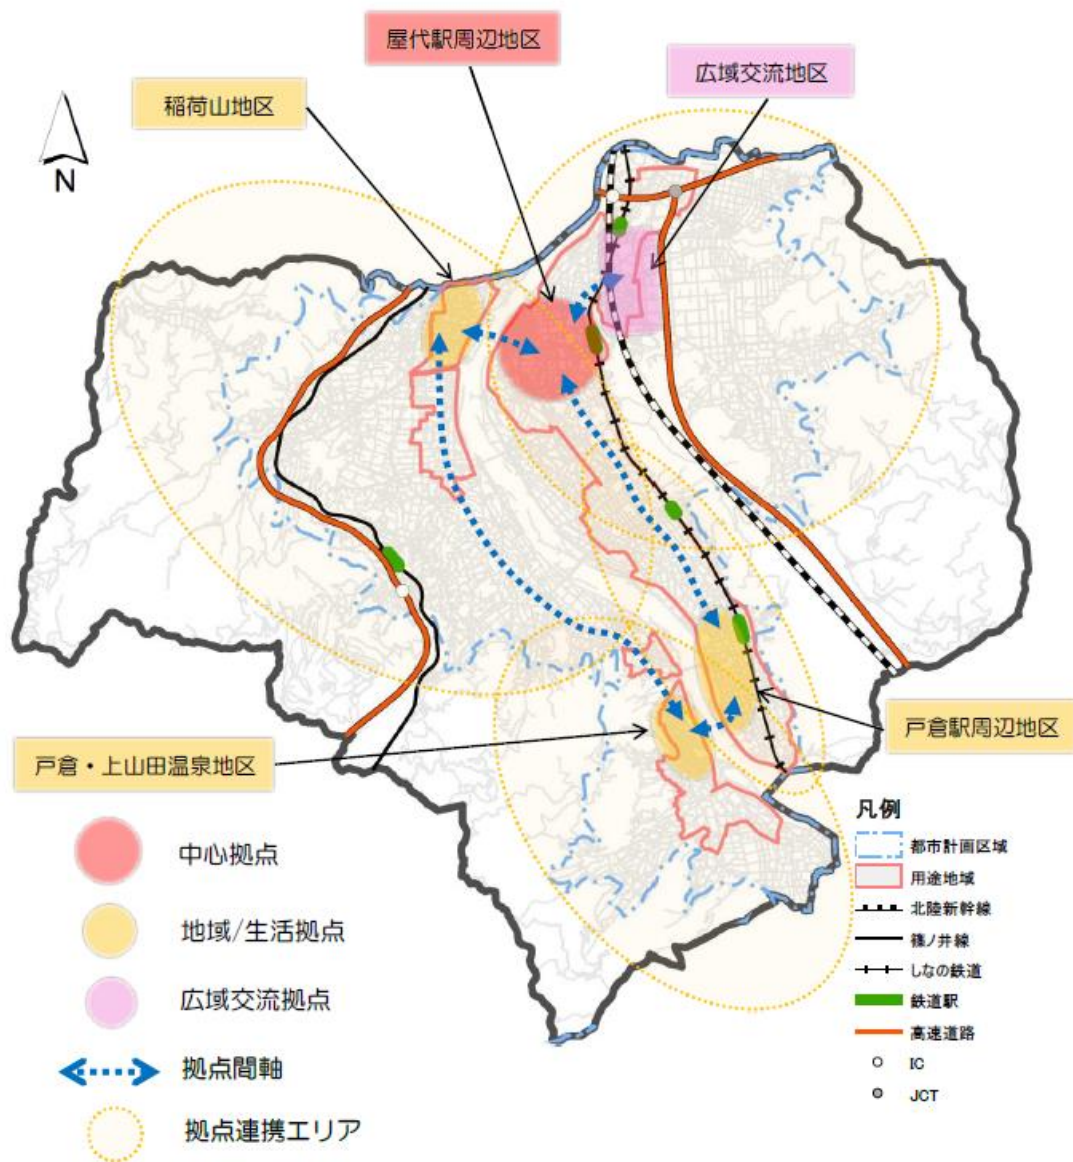 屋代駅周辺地区
広域交流地区
稲荷山地区
N
戸倉駅周辺地区
戸倉・上山田温泉地区
中心拠点
地域/生活拠点
広域交流拠点
拠点間軸
拠点連携エリア
凡例
都市計画区域
用途地域
北陸新幹線
篠ノ井線
しなの鉄道
鉄道駅
高速道路
IC
JCT